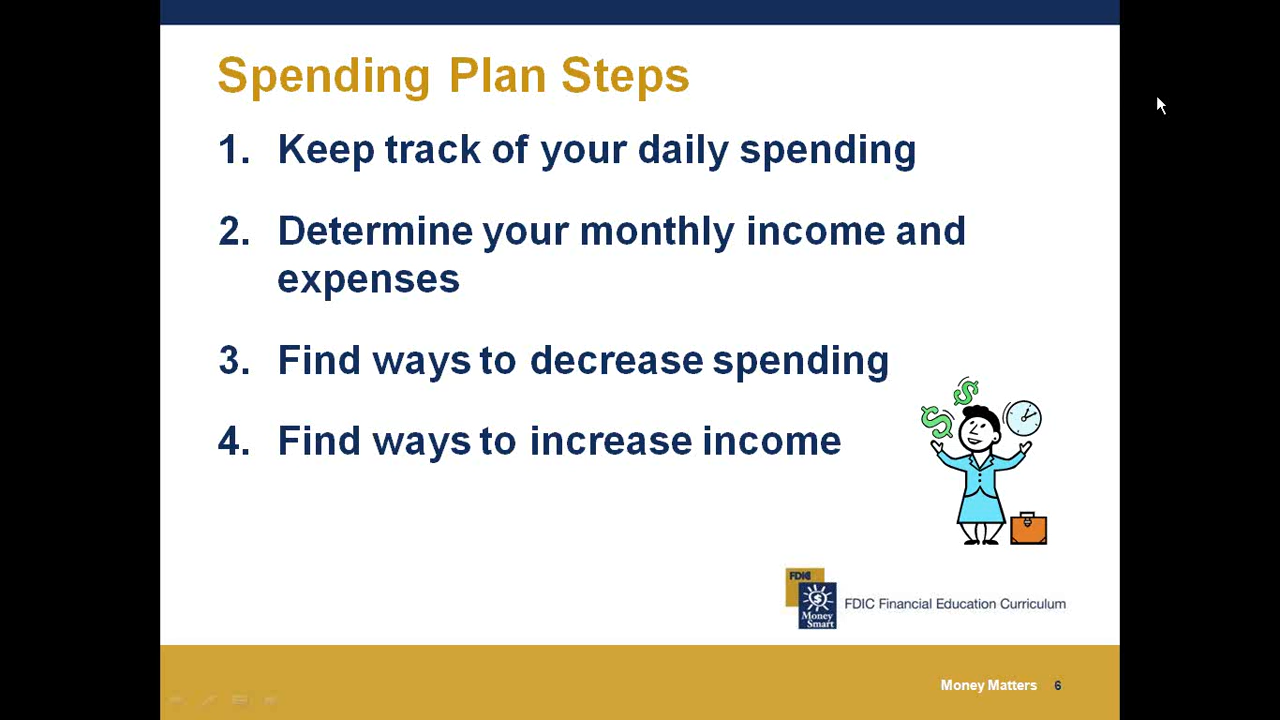 Spending Plan Steps
1. Keep track of your daily spending
2. Determine your monthly income and
expenses
3. Find ways to decrease spending
4. Find ways to increase income
FDIC
Money
Smart
FDIC Financial Education Curriculum
Money Matters 6